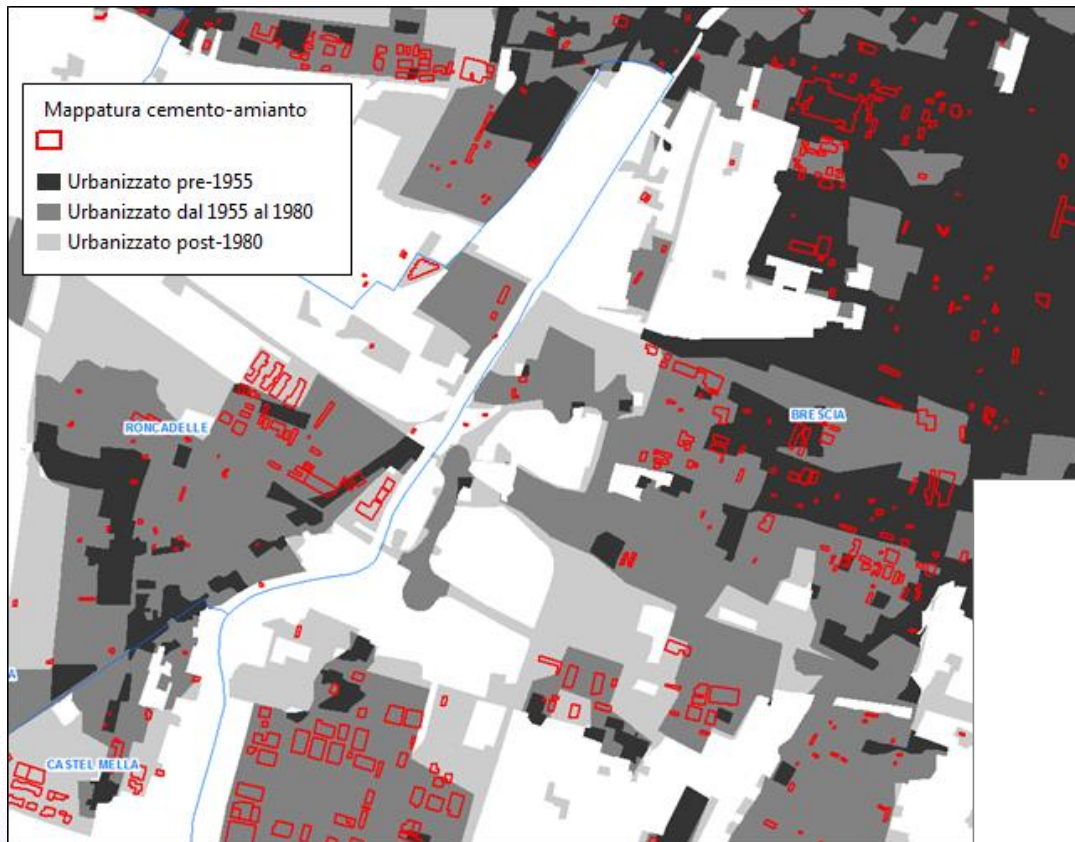 Mappatura cemento-amianto
Urbanizzato pre-1955
Urbanizzato dal 1955 al 1980
Urbanizzato post-1980
RONCADELLE
BRESCIA
A
CASTEL MELLA